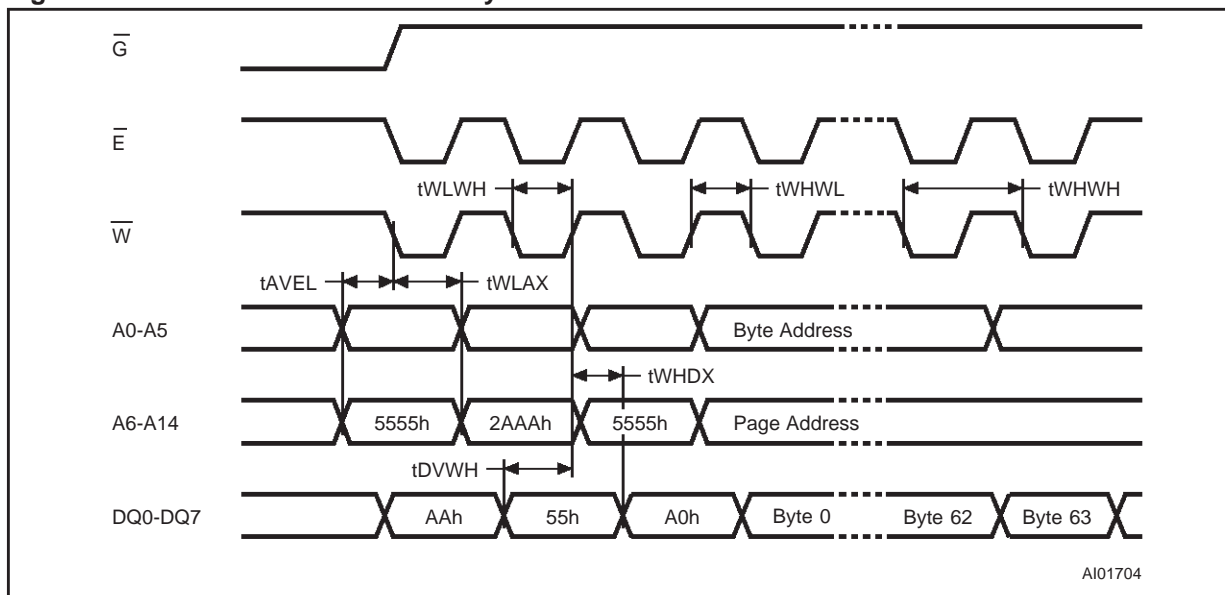 G
E
tWLWH
tWHWL
tWHWH
W
tAVEL
tWLAX
A0-A5
Byte Address
tWHDX
A6-A14
5555h
2AAAh
5555h
Page Address
tDVWH
DQ0-DQ7
AAh
55h
A0h
Byte 0
Byte 62
Byte 63
AI01704